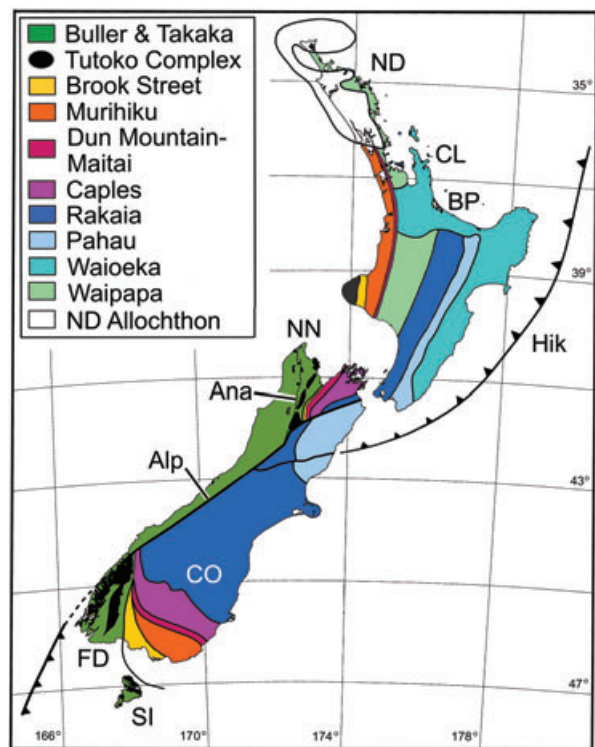 Buller & Takaka
Tutoko Complex
Brook Street
Murihiku
Dun Mountain-
Maitai
Caples
Rakaia
Pahau
Waioeka
Waipapa
ND Allochthon
ND
35°
CL
BP
39°
Hik
NN
Ana
Alp
43°
CO
FD
SI
47°
166°
170°
174°
178°